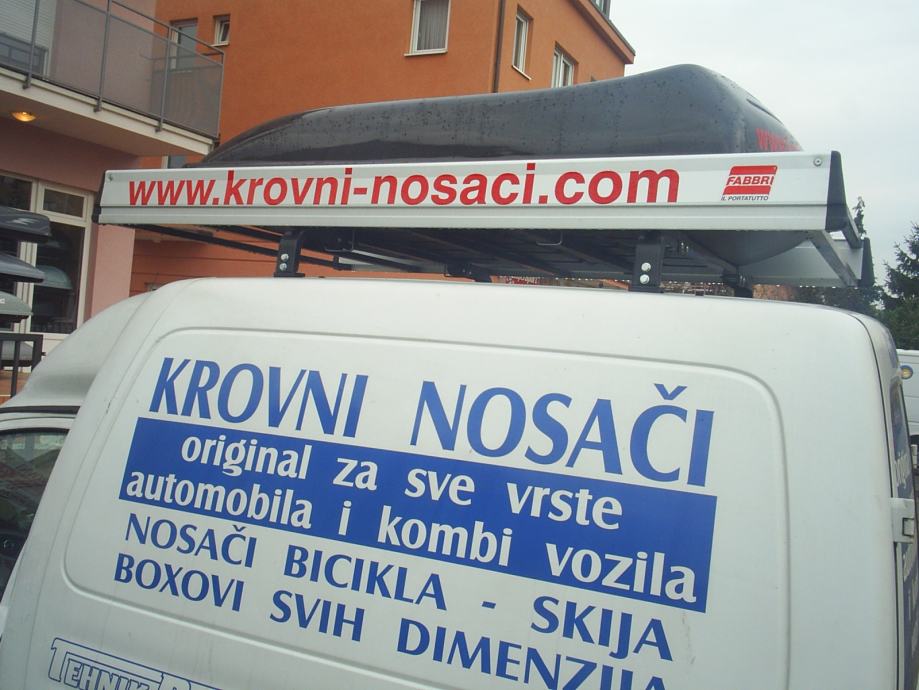 www.krovni-nosaci.com
FABBRI
IL PORTATUTTO
KROVNI NOSAČI
original za sve vrste
automobila i kombi vozila
NOSAČI BICIKLA - SKIJA
BOXOVI SVIH DIMENZIJA